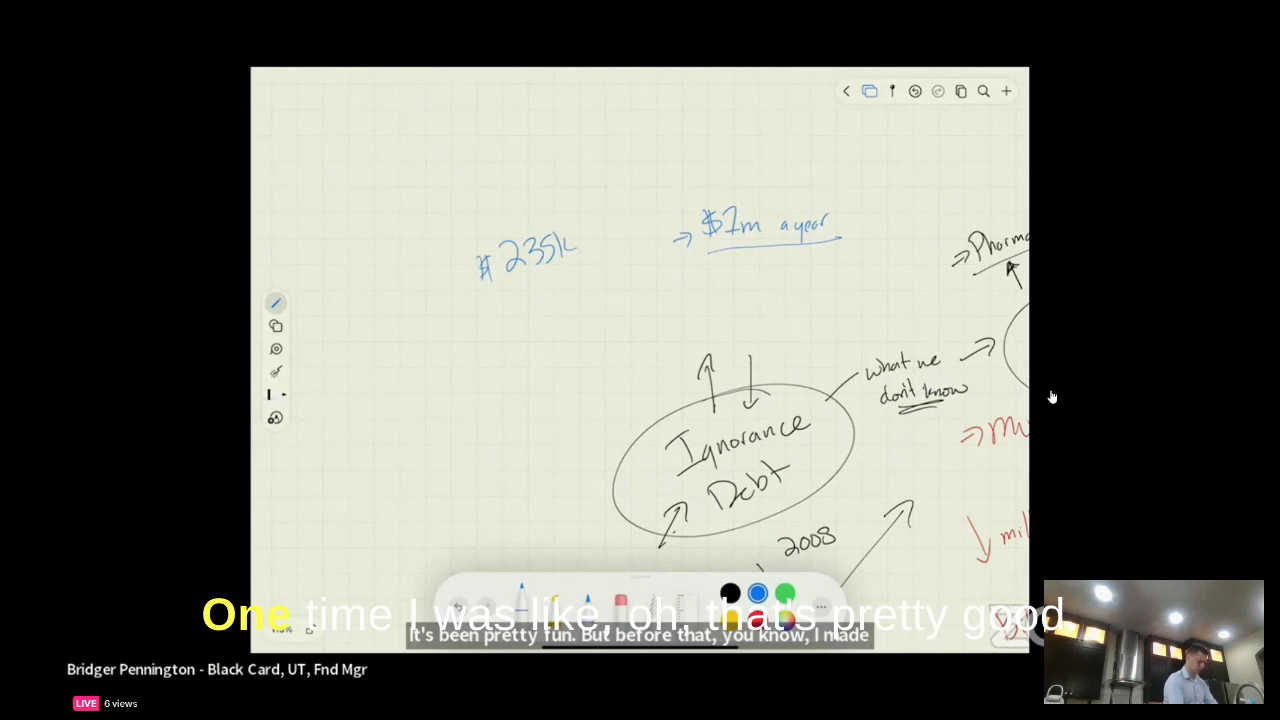 $1m a year
$235k
what we
don't know
Ignorance
Debt
2008
One time I was like, oh, that's pretty good
It's been pretty fun. But before that, you know, I made
Bridger Pennington - Black Card, UT, Fnd Mgr
LIVE 6 views